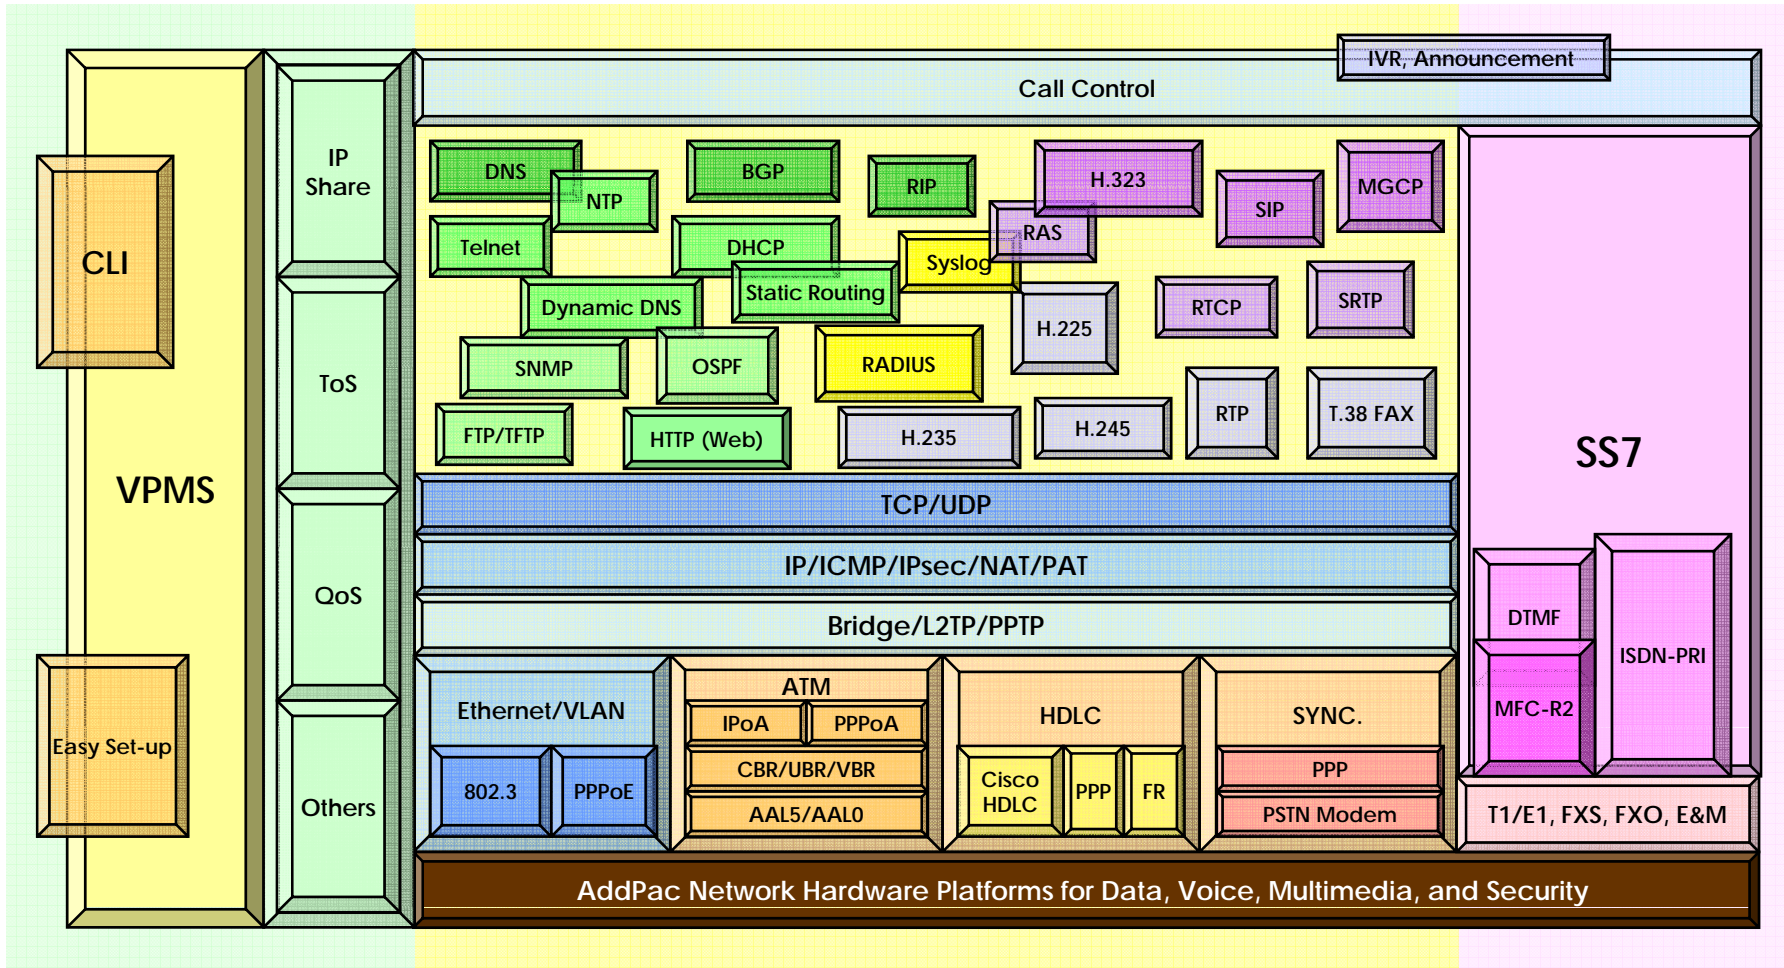 IVR, Announcement
Call Control
CLI
VPMS
Easy Set-up
IP
Share
ToS
QoS
Others
DNS
NTP
BGP
RIP
H.323
SIP
MGCP
Telnet
DHCP
Syslog
RAS
Dynamic DNS
Static Routing
H.225
RTCP
SRTP
SNMP
OSPF
RADIUS
RTP
T.38 FAX
FTP/TFTP
HTTP (Web)
H.235
H.245
SS7
TCP/UDP
IP/ICMP/IPsec/NAT/PAT
Bridge/L2TP/PPTP
DTMF
ISDN-PRI
MFC-R2
Ethernet/VLAN
802.3
PPPoE
ATM
IPoA
PPPoA
CBR/UBR/VBR
AAL5/AAL0
HDLC
Cisco
HDLC
PPP
FR
SYNC.
PPP
PSTN Modem
T1/E1, FXS, FXO, E&M
AddPac Network Hardware Platforms for Data, Voice, Multimedia, and Security